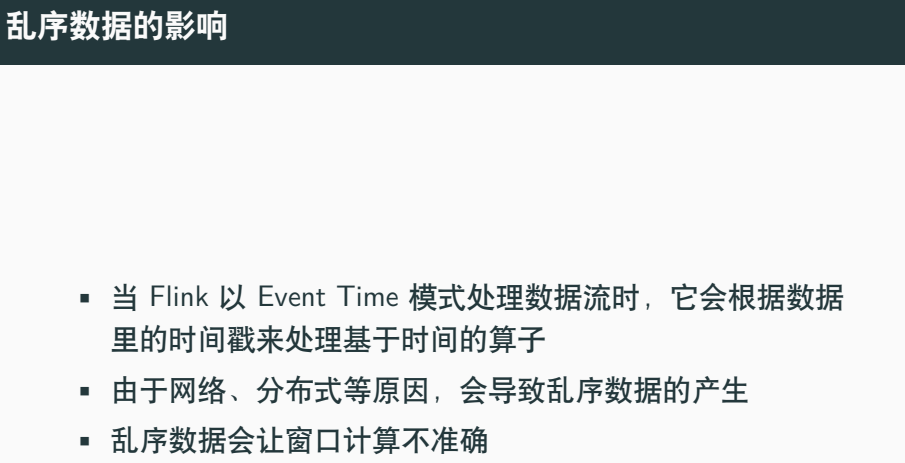 乱序数据的影响
▪ 当 Flink 以 Event Time 模式处理数据流时，它会根据数据
里的时间戳来处理基于时间的算子
▪ 由于网络、分布式等原因，会导致乱序数据的产生
▪ 乱序数据会让窗口计算不准确